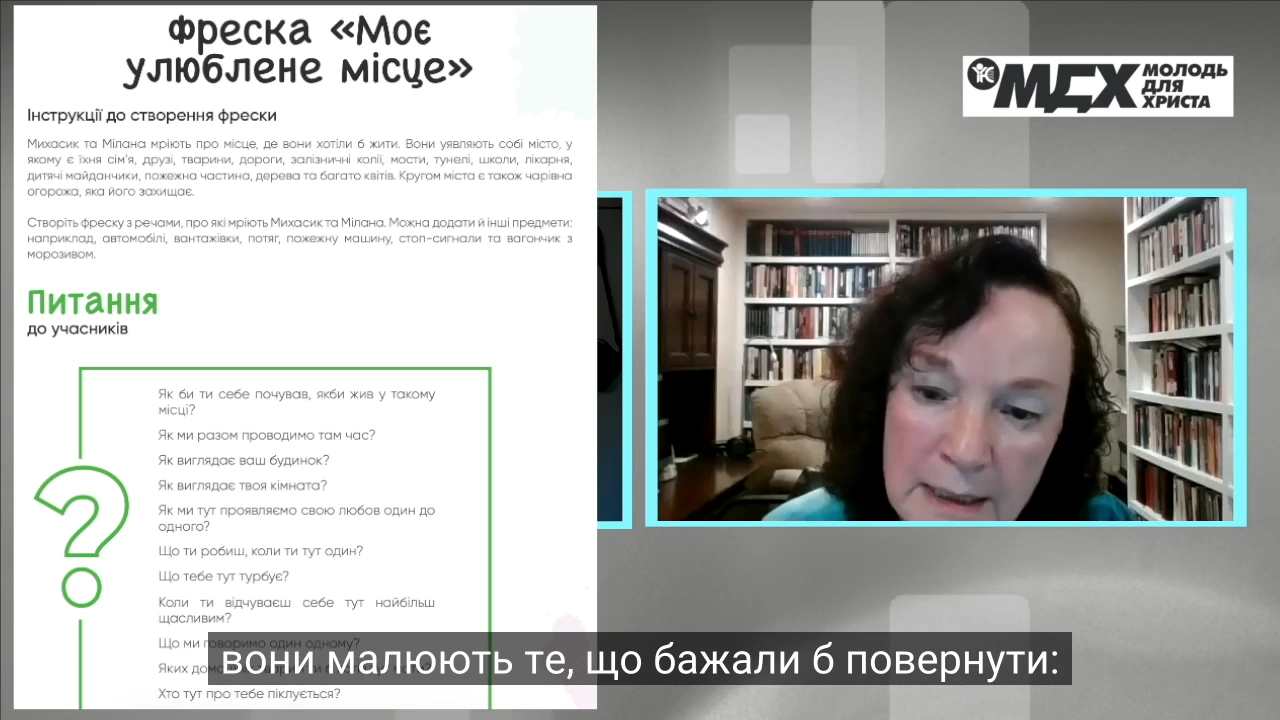 Фреска «Моє
улюблене місце»
Інструкції до створення фрески
Михасик та Мілана мріють про місце, де вони хотіли б жити. Вони уявляють собі місто, у
якому є їхня сім'я, друзі, тварини, дороги, залізничні колії, мости, тунелі, школи, лікарня,
дитячі майданчики, пожежна частина, дерева та багато квітів. Кругом міста є також чарівна
огорожа, яка його захищає.
Створіть фреску з речами, про які мріють Михасик та Мілана. Можна додати й інші предмети:
наприклад, автомобілі, вантажівки, потяг, пожежну машину, стоп-сигнали та вагончик з
морозивом.
Питання
до учасників
Як би ти себе почував, якби жив у такому
місці?
Як ми разом проводимо там час?
Як виглядає ваш будинок?
Як виглядає твоя кімната?
Як ми тут проявляємо свою любов один до
одного?
Що ти робиш, коли ти тут один?
Що тебе тут турбує?
Коли ти відчуваєш себе тут найбільш
щасливим?
Що ми говоримо один одному?
Яких
Хто тут про тебе піклується?
МДХ МОЛОДЬ
ДЛЯ
ХРИСТА
вони малюють те, що бажали б повернути: